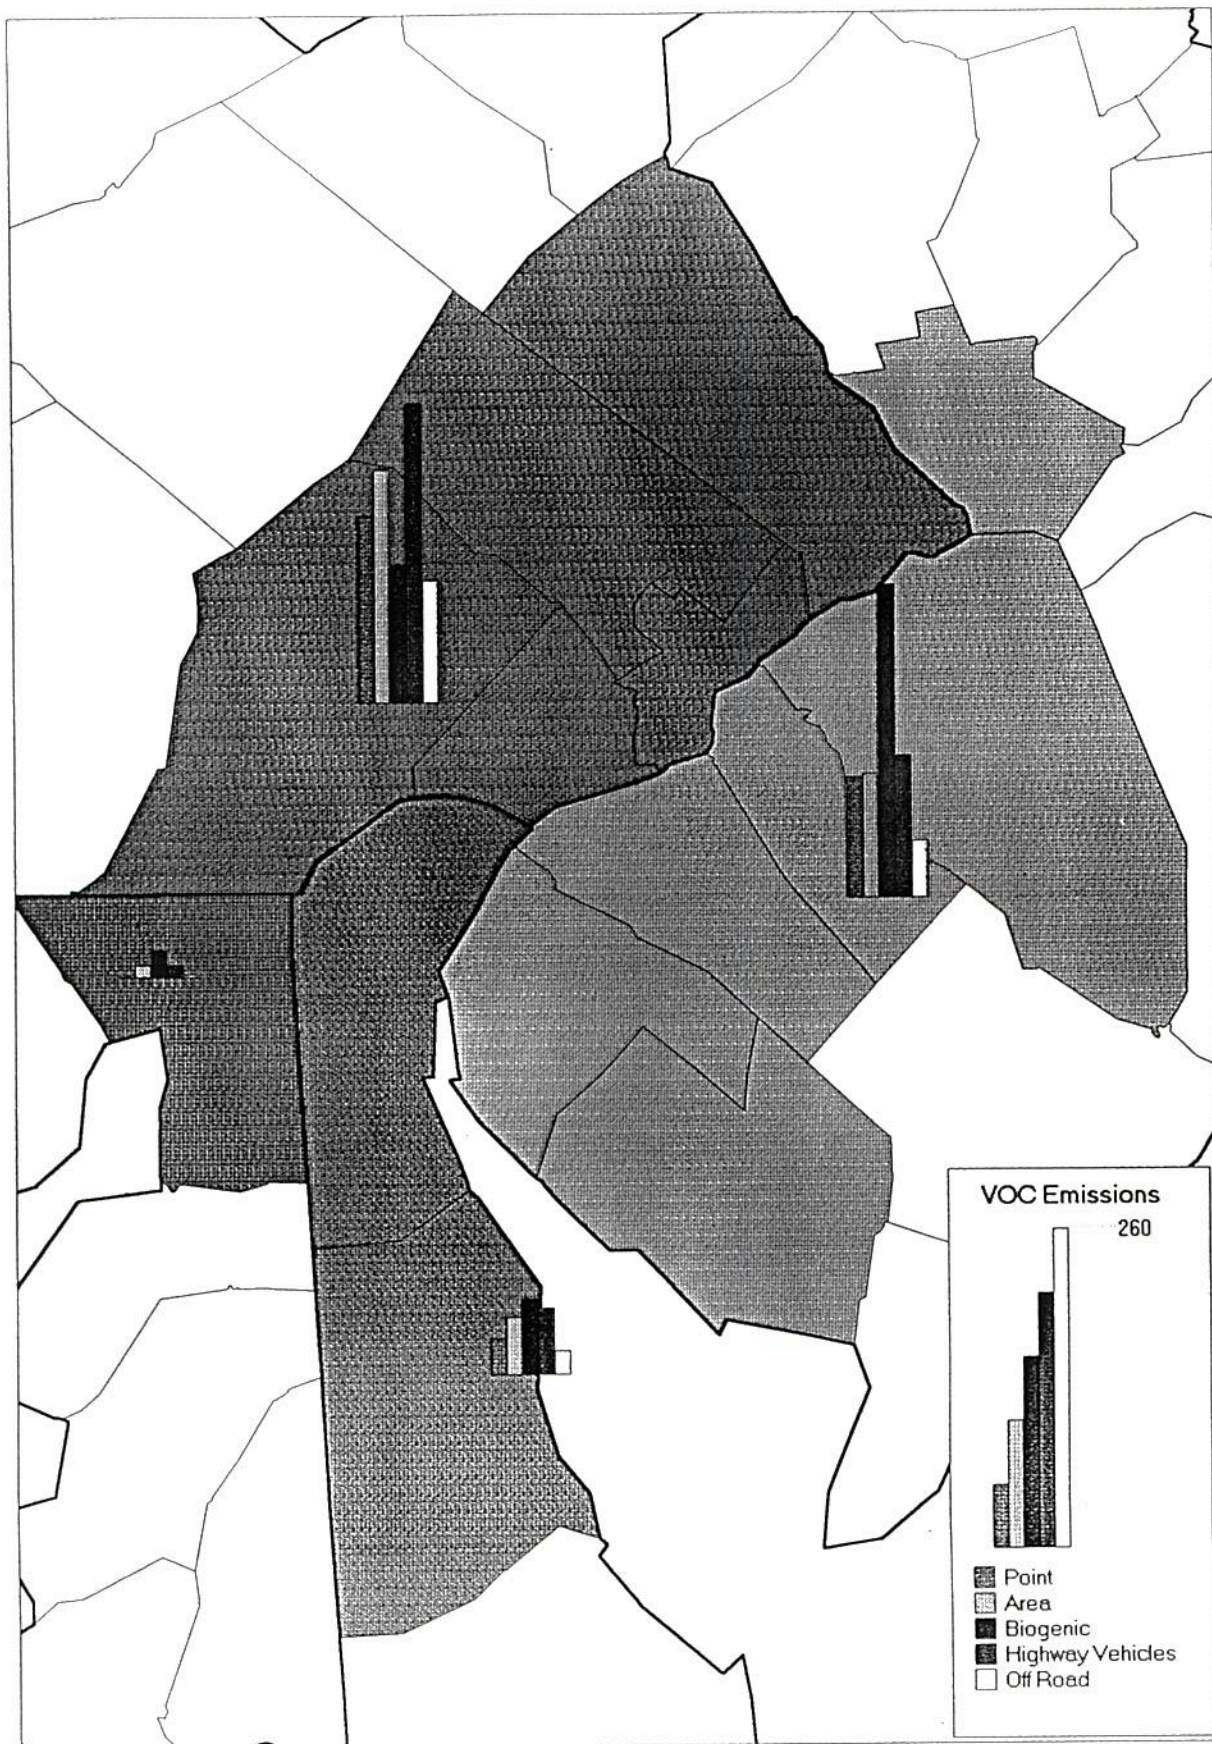 VOC Emissions
260
Point
Area
Biogenic
Highway Vehicles
Off Road